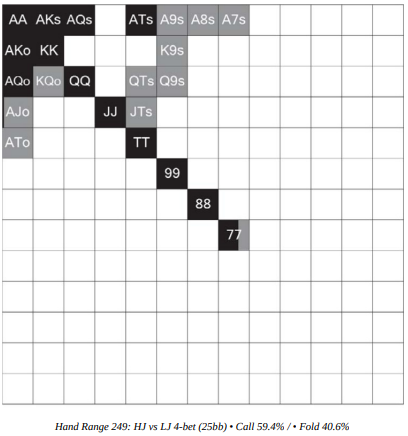 AA AKs AQs ATs A9s A8s A7s
AKo KK K9s
AQo KQo QQ QTs Q9s
AJo JJ JTs
ATo TT
99
88
77
Hand Range 249: HJ vs LJ 4-bet (25bb) • Call 59.4% / • Fold 40.6%